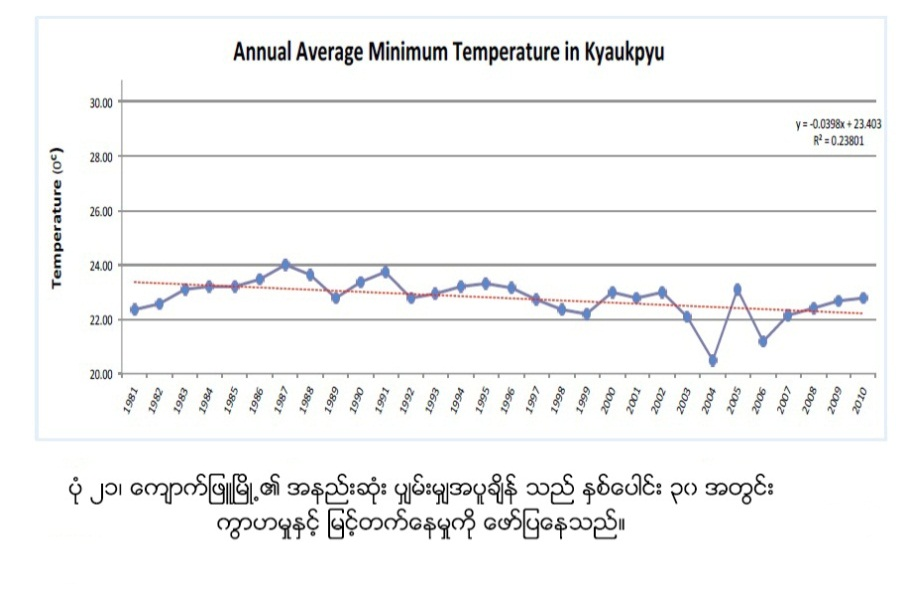 Annual Average Minimum Temperature in Kyaukpyu
30.00
y = -0.0398x + 23.403
R² = 0.23801
28.00
26.00
Temperature (0ᶜ)
24.00
22.00
20.00
1981 1982 1983 1984 1985 1986 1987 1988 1989 1990 1991 1992 1993 1994 1995 1996 1997 1998 1999 2000 2001 2002 2003 2004 2005 2006 2007 2008 2009 2010
ပုံ ၂၁၊ ကျောက်ဖြူမြို့၏ အနည်းဆုံး ပျှမ်းမျှအပူချိန် သည် နှစ်ပေါင်း ၃၀ အတွင်း
ကွာဟမှုနှင့် မြင့်တက်နေမှုကို ဖော်ပြနေသည်။